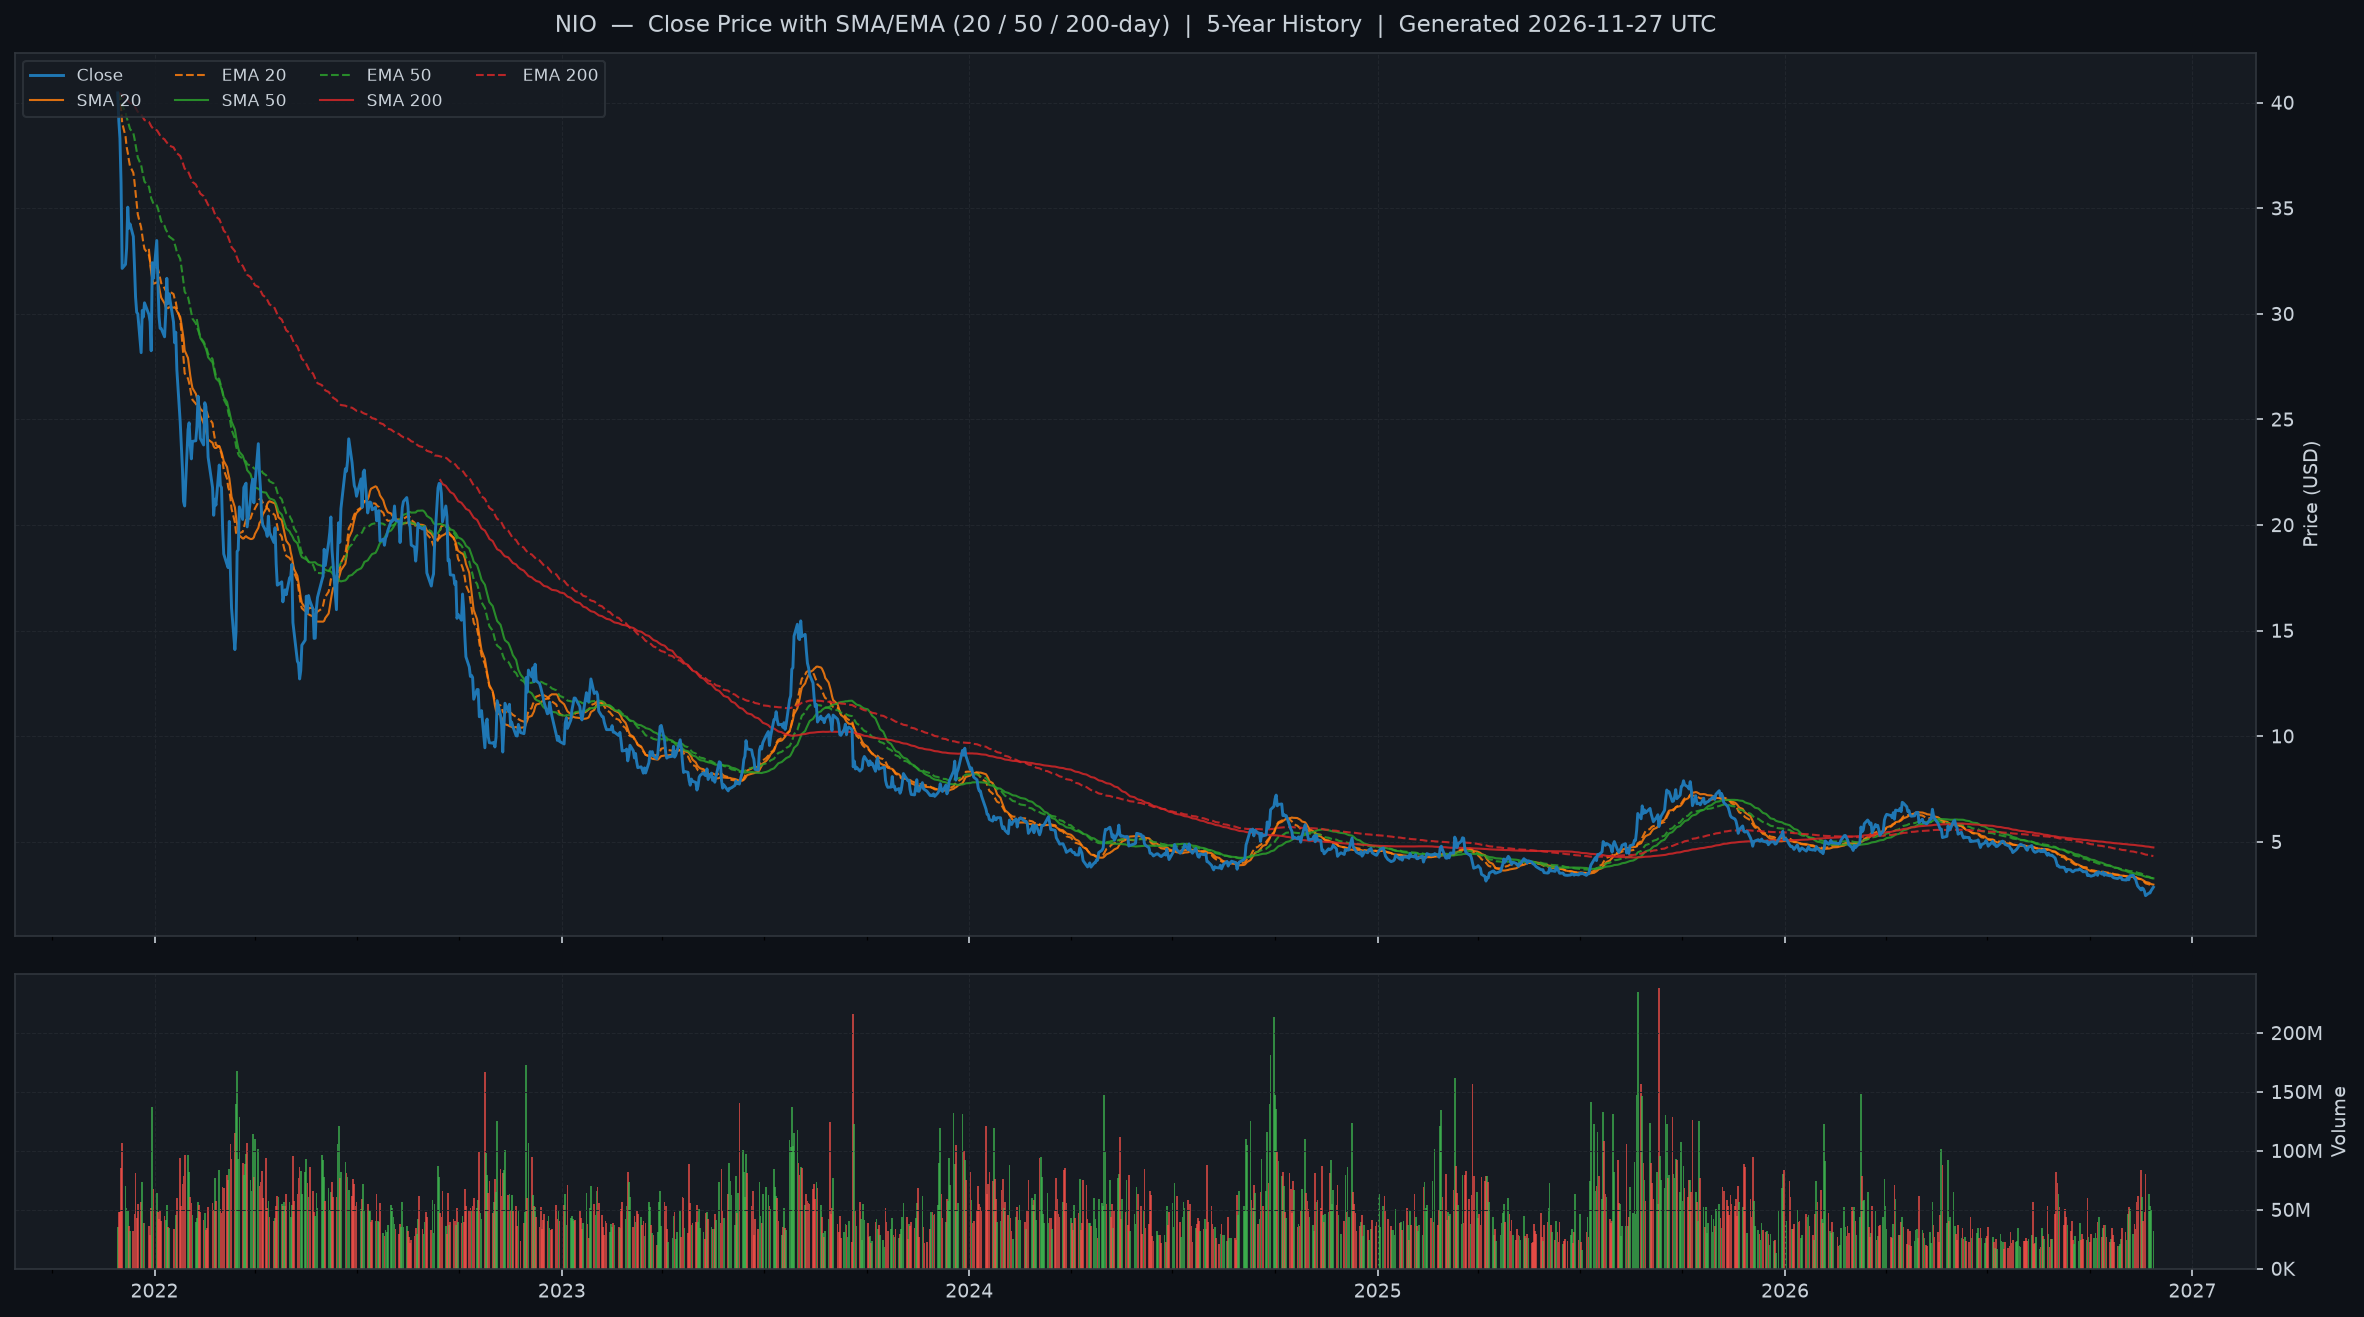 NIO — Close Price with SMA/EMA (20 / 50 / 200-day) | 5-Year History | Generated 2026-11-27 UTC
Close EMA 20 EMA 50 EMA 200
SMA 20 SMA 50 SMA 200
40
35
30
25
20
15
10
5
Price (USD)
200M
150M
100M
50M
0K
Volume
2022 2023 2024 2025 2026 2027